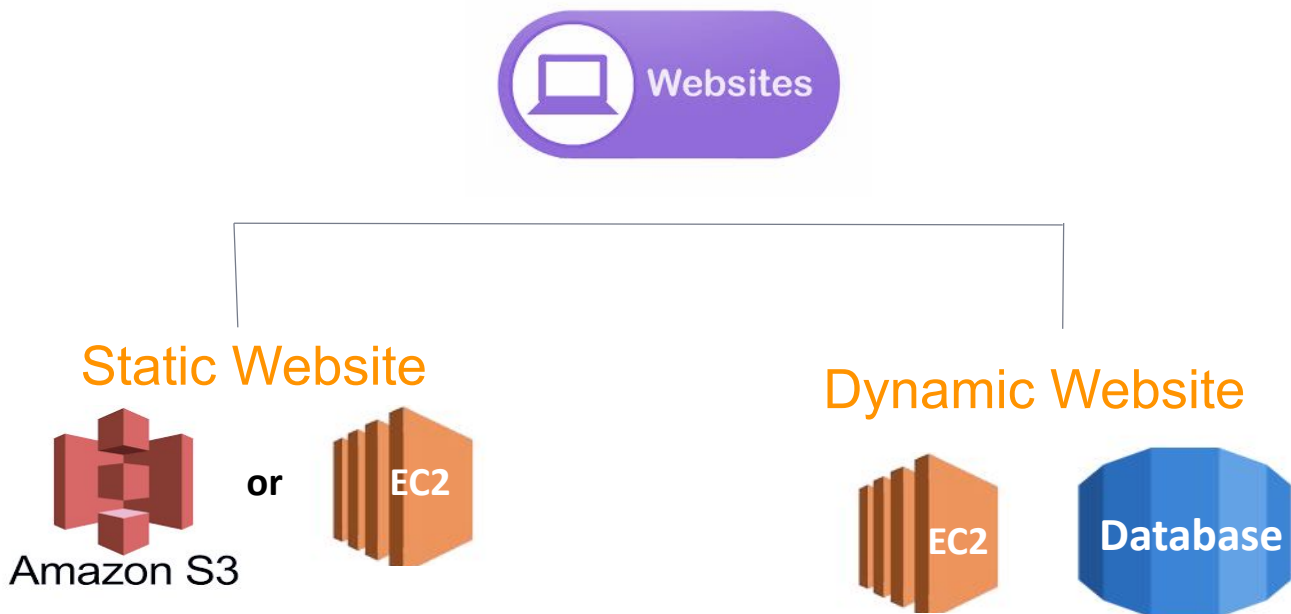 Websites
Static Website
Dynamic Website
or
EC2
Amazon S3
EC2
Database